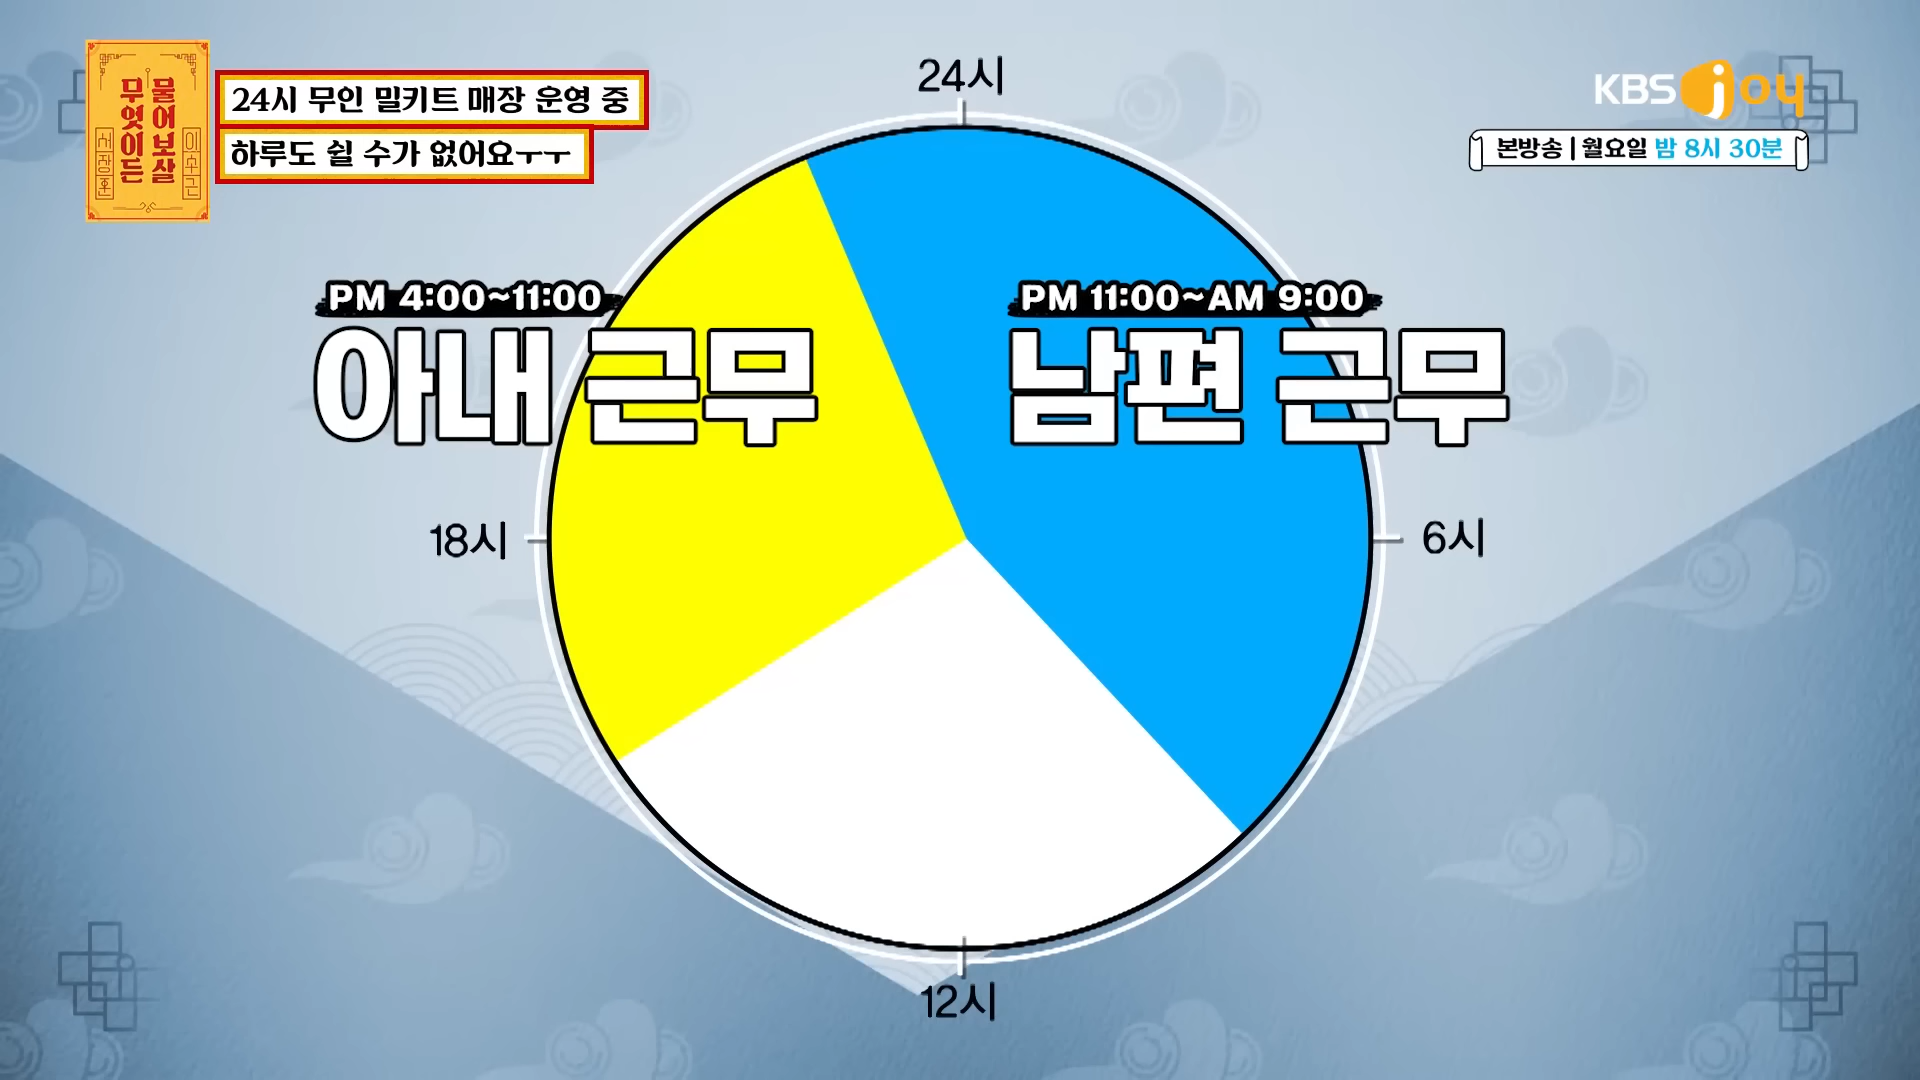 무엇이든
물어보살
서장훈
이수근
24시 무인 밀키트 매장 운영 중
하루도 쉴 수가 없어요ㅜㅜ
KBS joy
본방송 | 월요일 밤 8시 30분
24시
PM 4:00~11:00
아내 근무
PM 11:00~AM 9:00
남편 근무
18시
6시
12시